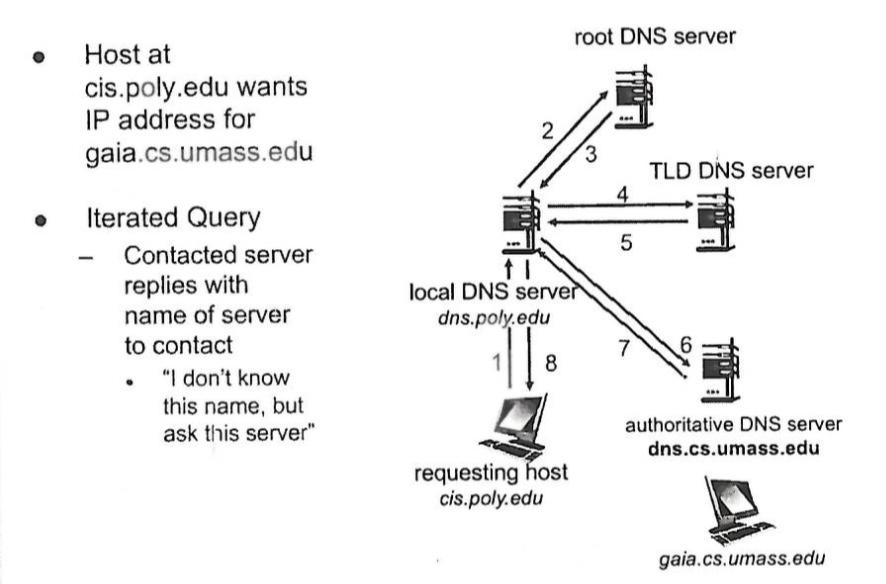 • Host at
cis.poly.edu wants
IP address for
gaia.cs.umass.edu
• Iterated Query
– Contacted server
replies with
name of server
to contact
• "I don't know
this name, but
ask this server"
root DNS server
2
3
TLD DNS server
4
5
local DNS server
dns.poly.edu
7
6
1
8
authoritative DNS server
dns.cs.umass.edu
requesting host
cis.poly.edu
gaia.cs.umass.edu